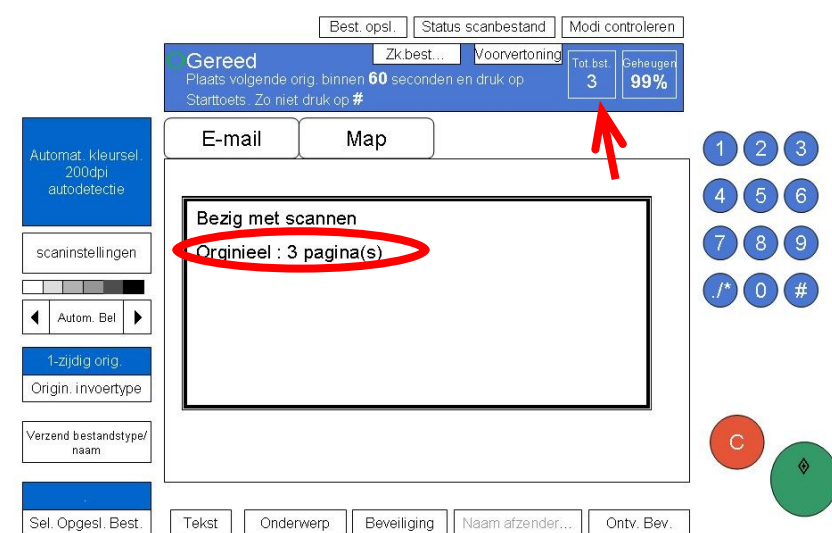 Best. opsl. Status scanbestand Modi controleren
Gereed Zk.best... Voorvertoning
Plaats volgende orig. binnen 60 seconden en druk op
Starttoets. Zo niet druk op #
Tot.bst. Geheugen
3 99%
E-mail Map
Automat. kleursel.
200dpi
autodetectie
Bezig met scannen
Orginieel : 3 pagina(s)
scaninstellingen
Autom. Bel
1-zijdig orig.
Origin. invoertype
Verzend bestandstype/
naam
Sel. Opgesl. Best.
Tekst Onderwerp Beveiliging Naam afzender... Ontv. Bev.
1 2 3
4 5 6
7 8 9
./* 0 #
C